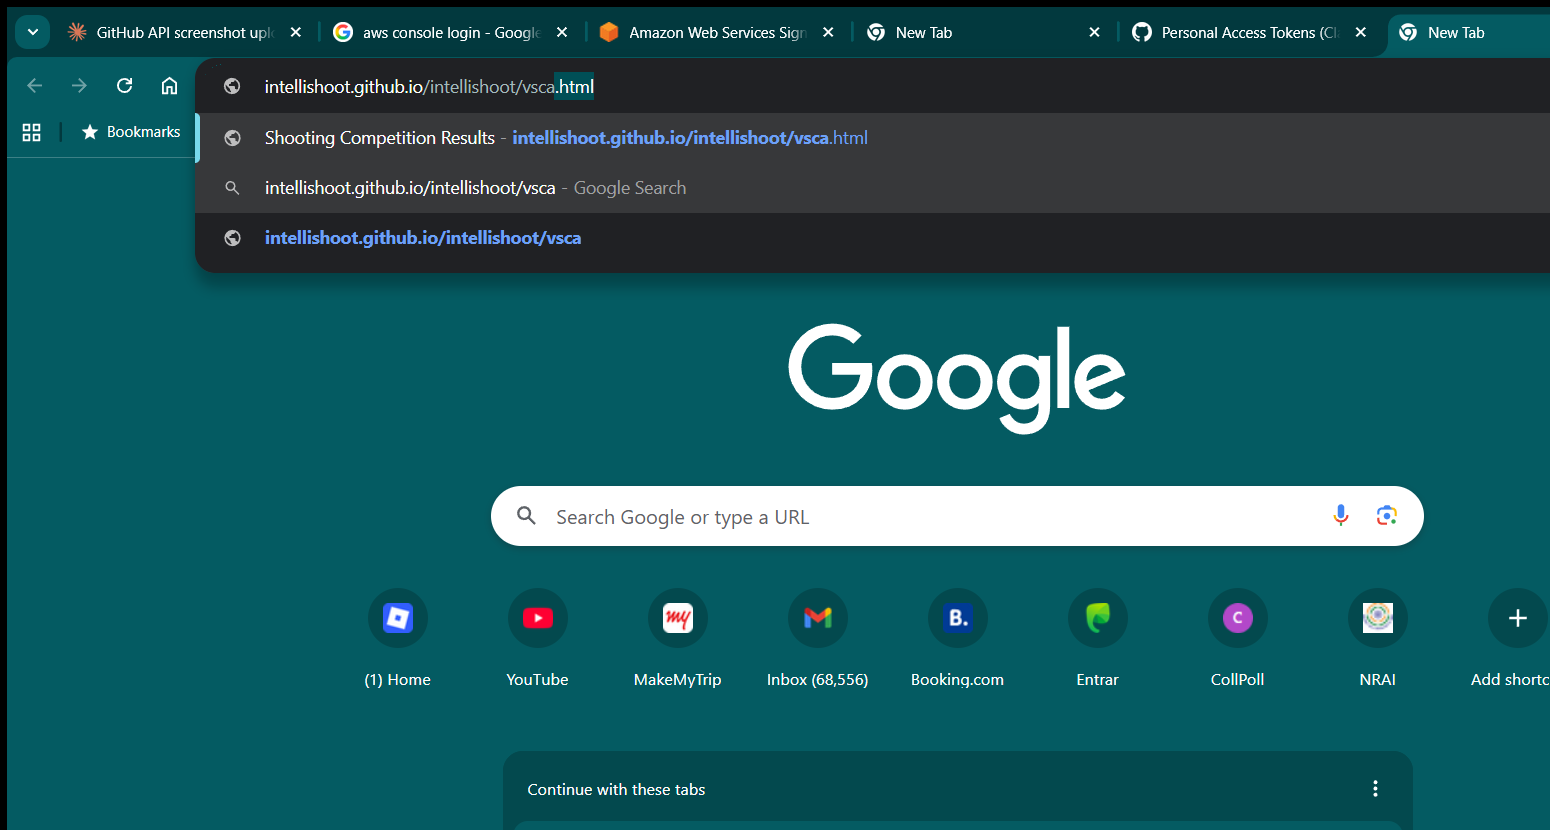 GitHub API screenshot uplo
aws console login - Google
Amazon Web Services Sign
New Tab
Personal Access Tokens (Cla
New Tab
intellishoot.github.io/intellishoot/vsca.html
Bookmarks
Shooting Competition Results - intellishoot.github.io/intellishoot/vsca.html
intellishoot.github.io/intellishoot/vsca - Google Search
intellishoot.github.io/intellishoot/vsca
Google
Search Google or type a URL
my
B.
C
(1) Home
YouTube
MakeMyTrip
Inbox (68,556)
Booking.com
Entrar
CollPoll
NRAI
Add shortc
Continue with these tabs